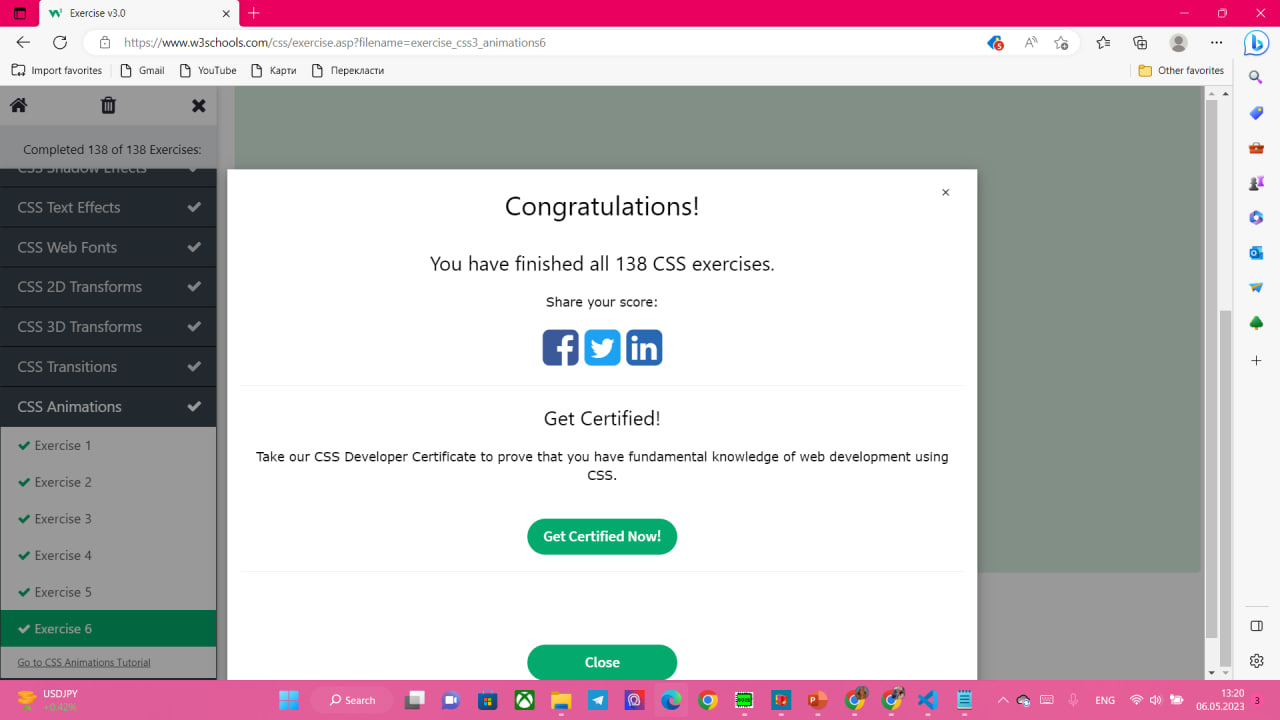 Exercise v3.0
https://www.w3schools.com/css/exercise.asp?filename=exercise_css3_animations6
5
Import favorites
Gmail
YouTube
Карти
Перекласти
Other favorites
Completed 138 of 138 Exercises:
CSS Shadow Effects
CSS Text Effects
CSS Web Fonts
CSS 2D Transforms
CSS 3D Transforms
CSS Transitions
CSS Animations
Exercise 1
Exercise 2
Exercise 3
Exercise 4
Exercise 5
Exercise 6
Go to CSS Animations Tutorial
Congratulations!
You have finished all 138 CSS exercises.
Share your score:
Get Certified!
Take our CSS Developer Certificate to prove that you have fundamental knowledge of web development using
CSS.
Get Certified Now!
Close
USDJPY
+0.42%
Search
ENG
13:20
06.05.2023
3